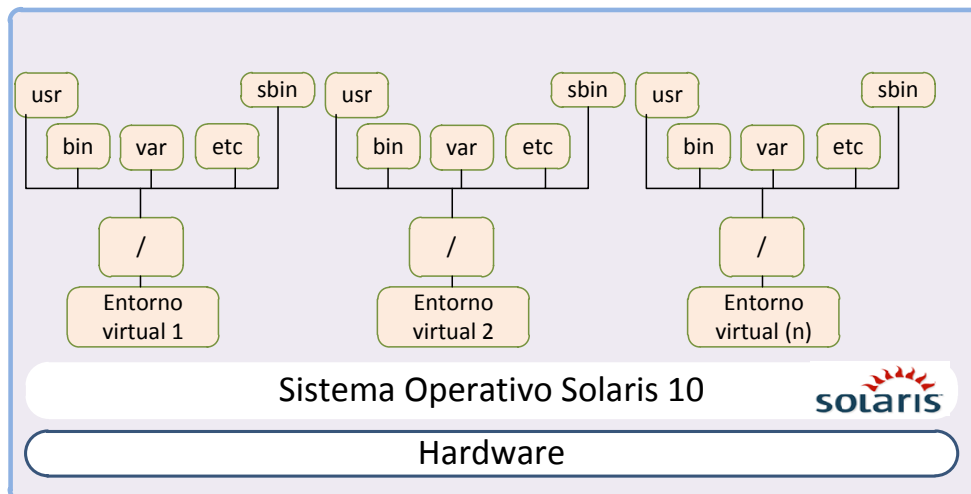 usr
sbin
usr
sbin
usr
sbin
bin
var
etc
bin
var
etc
bin
var
etc
/
/
/
Entorno
virtual 1
Entorno
virtual 2
Entorno
virtual (n)
Sistema Operativo Solaris 10
solaris
Hardware